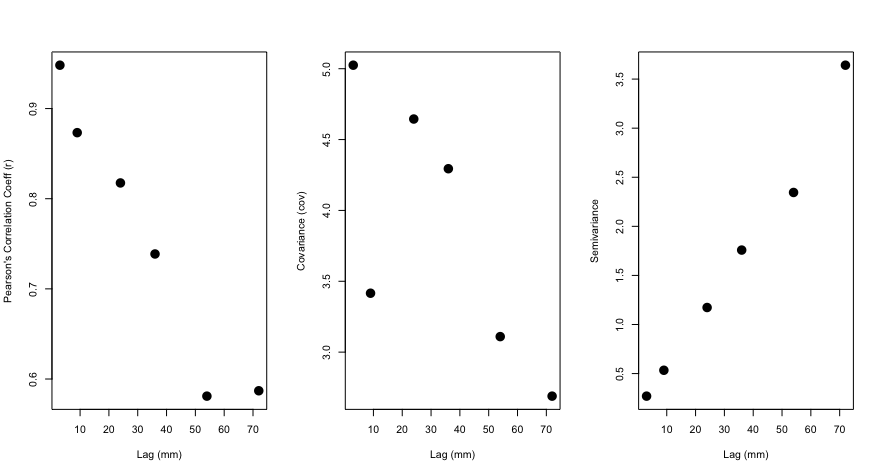 Pearson's Correlation Coeff (r)
0.9
0.8
0.7
0.6
10 20 30 40 50 60 70
Lag (mm)
Covariance (cov)
5.0
4.5
4.0
3.5
3.0
10 20 30 40 50 60 70
Lag (mm)
Semivariance
3.5
3.0
2.5
2.0
1.5
1.0
0.5
10 20 30 40 50 60 70
Lag (mm)